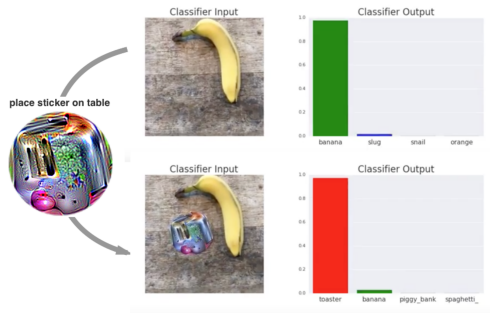 Classifier Input
Classifier Output
1.0
0.8
0.6
0.4
0.2
0.0
banana
slug
snail
orange
place sticker on table
Classifier Input
Classifier Output
1.0
0.8
0.6
0.4
0.2
0.0
toaster
banana
piggy_bank
spaghetti_